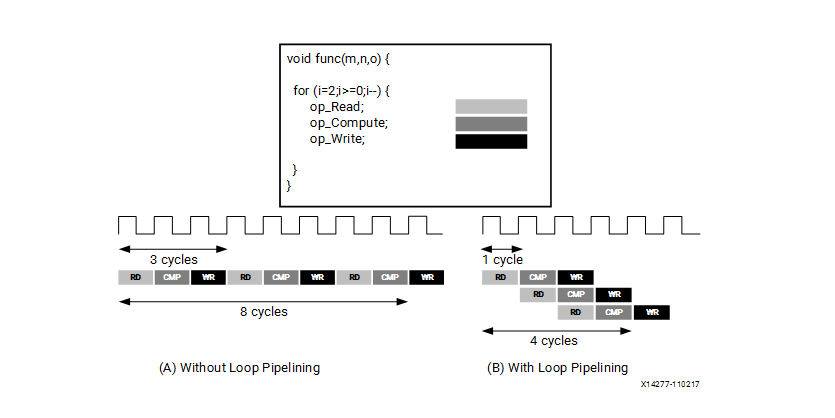 void func(m,n,o) {
for (i=2;i>=0;i--) {
op_Read;
op_Compute;
op_Write;
}
}
3 cycles
1 cycle
RD CMP WR RD CMP WR RD CMP WR
RD CMP WR
RD CMP WR
RD CMP WR
8 cycles
4 cycles
(A) Without Loop Pipelining
(B) With Loop Pipelining
X14277-110217